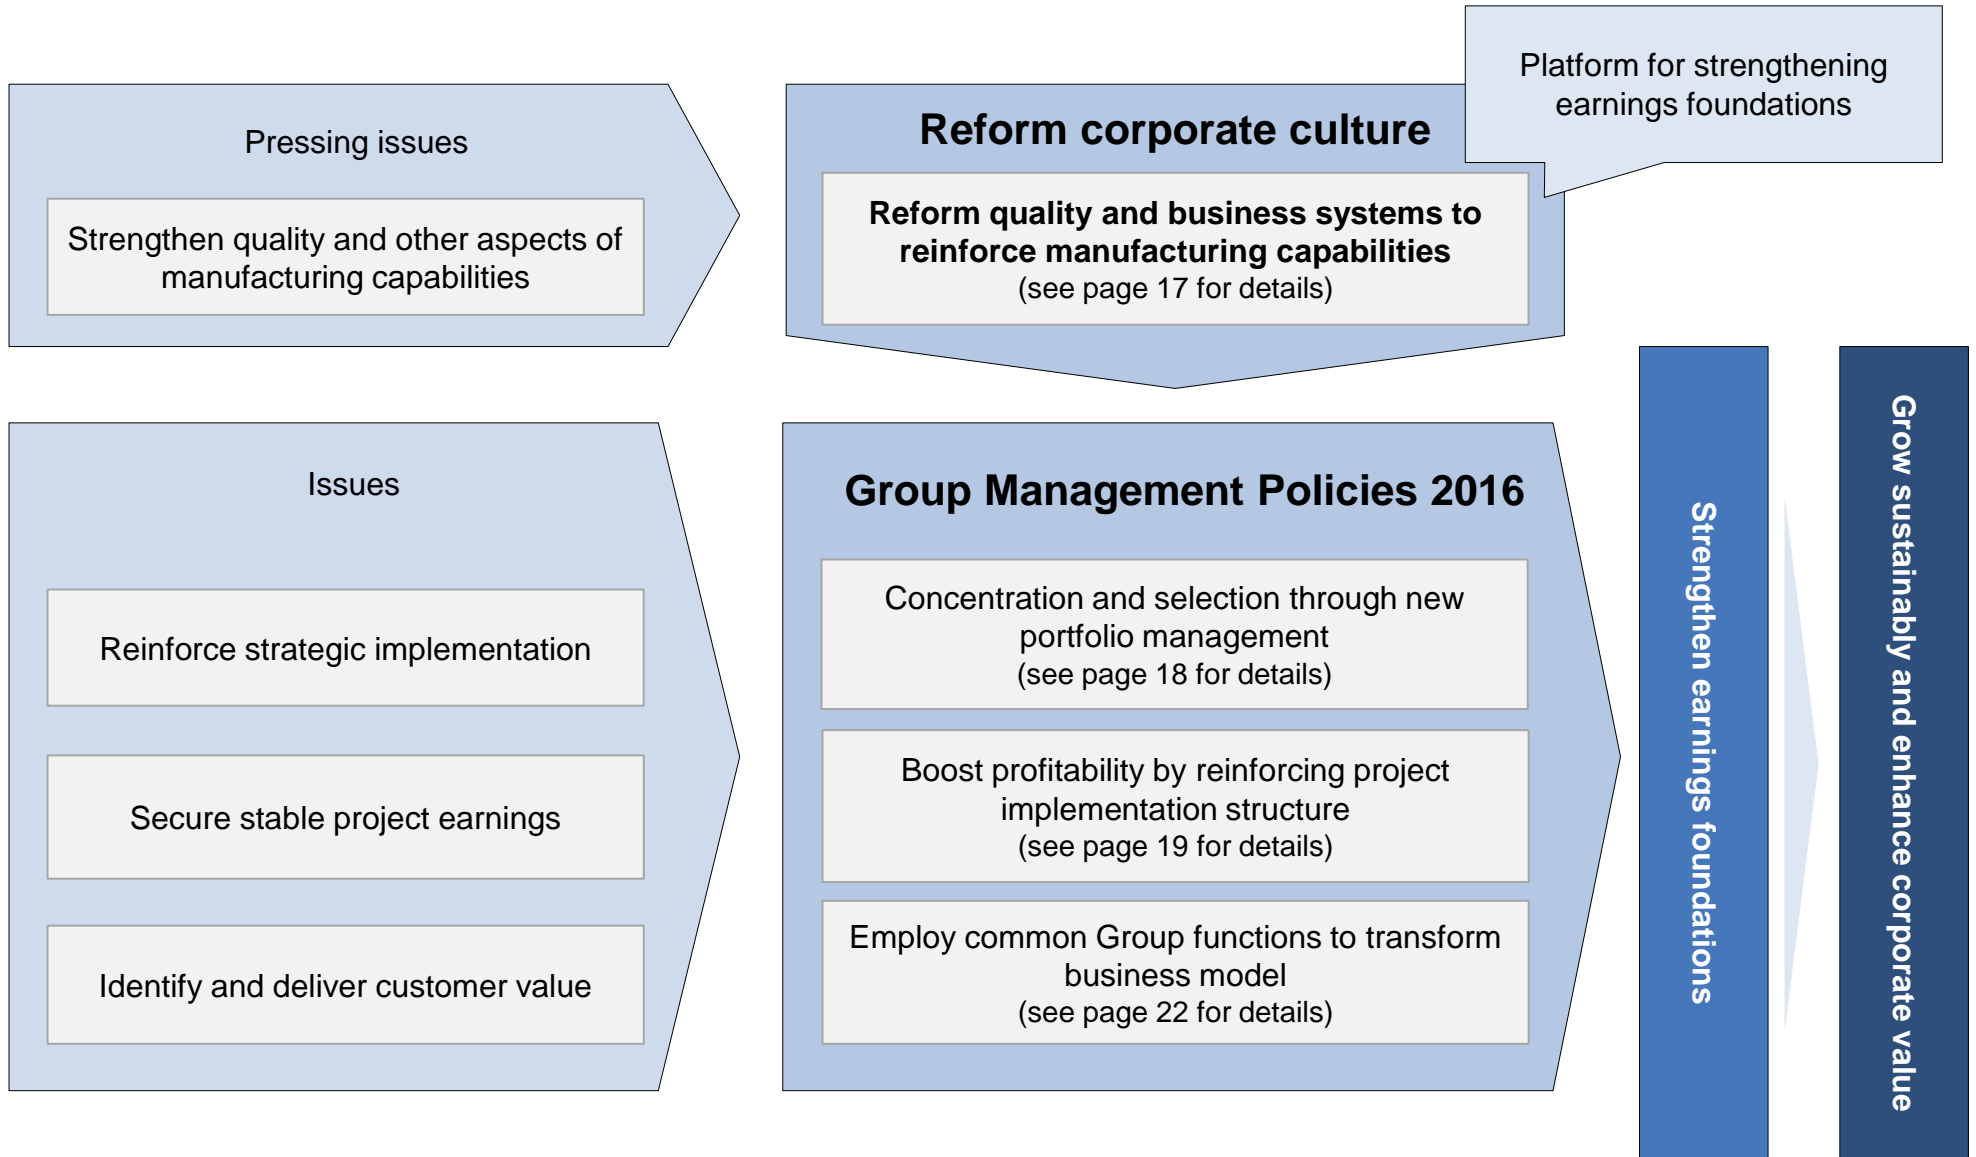 Platform for strengthening
earnings foundations
Pressing issues
Strengthen quality and other aspects of
manufacturing capabilities
Reform corporate culture
Reform quality and business systems to
reinforce manufacturing capabilities
(see page 17 for details)
Issues
Reinforce strategic implementation
Secure stable project earnings
Identify and deliver customer value
Group Management Policies 2016
Concentration and selection through new
portfolio management
(see page 18 for details)
Boost profitability by reinforcing project
implementation structure
(see page 19 for details)
Employ common Group functions to transform
business model
(see page 22 for details)
Strengthen earnings foundations
Grow sustainably and enhance corporate value